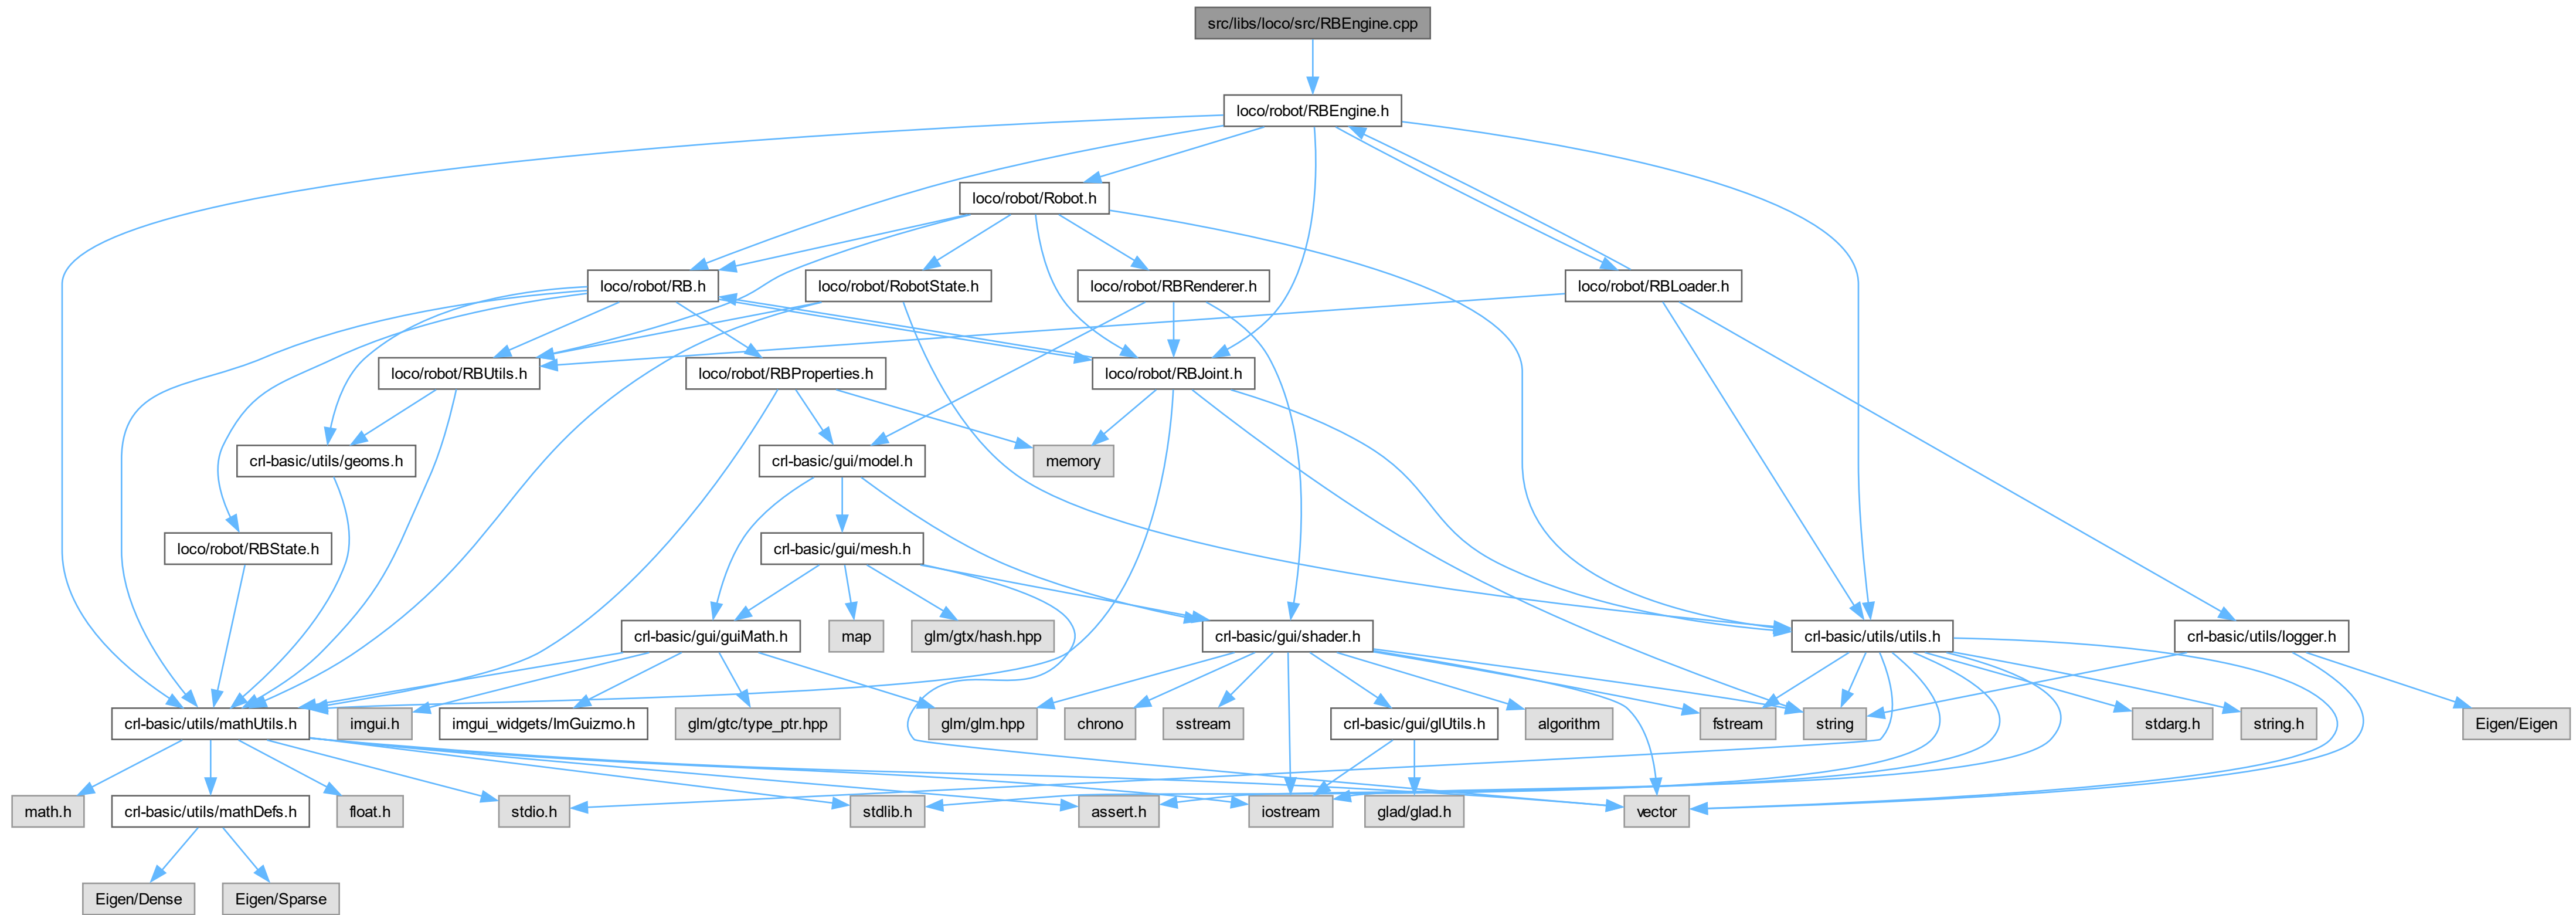 src/libs/loco/src/RBEngine.cpp
loco/robot/RBEngine.h
loco/robot/Robot.h
loco/robot/RB.h
loco/robot/RobotState.h
loco/robot/RBRenderer.h
loco/robot/RBLoader.h
loco/robot/RBUtils.h
loco/robot/RBProperties.h
loco/robot/RBJoint.h
crl-basic/utils/geoms.h
crl-basic/gui/model.h
memory
loco/robot/RBState.h
crl-basic/gui/mesh.h
crl-basic/gui/guiMath.h
map
glm/gtx/hash.hpp
crl-basic/gui/shader.h
crl-basic/utils/utils.h
crl-basic/utils/logger.h
crl-basic/utils/mathUtils.h
imgui.h
imgui_widgets/ImGuizmo.h
glm/gtc/type_ptr.hpp
glm/glm.hpp
chrono
sstream
crl-basic/gui/glUtils.h
algorithm
fstream
string
stdarg.h
string.h
Eigen/Eigen
math.h
crl-basic/utils/mathDefs.h
float.h
stdio.h
stdlib.h
assert.h
iostream
glad/glad.h
vector
Eigen/Dense
Eigen/Sparse